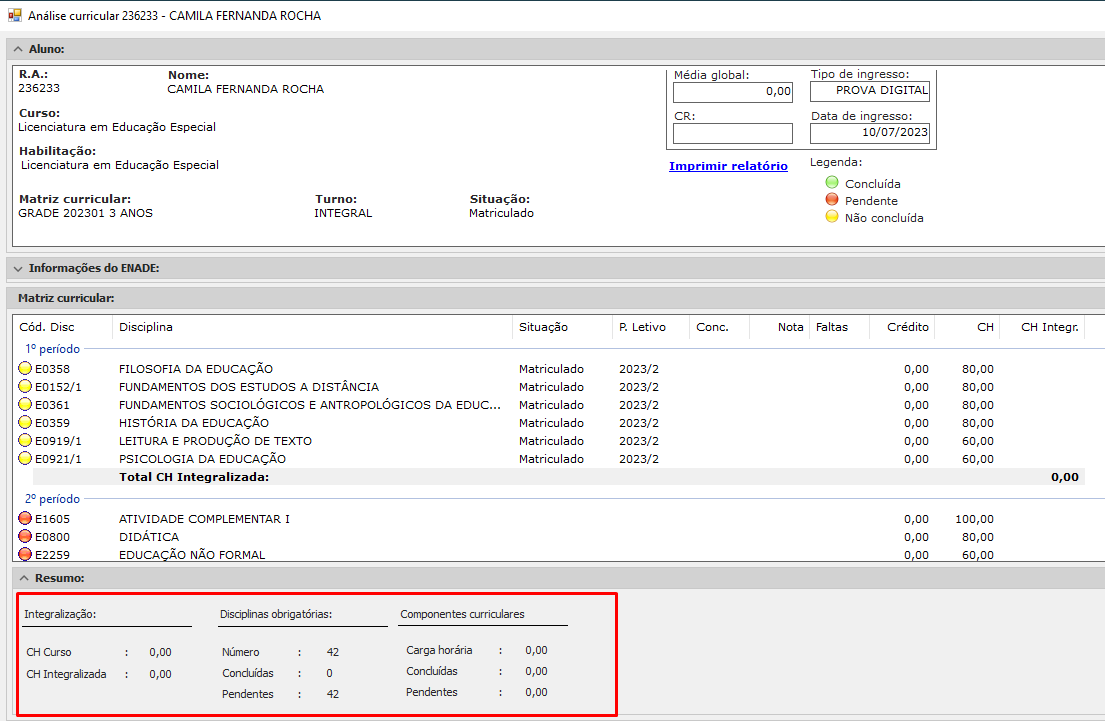 Análise curricular 236233 - CAMILA FERNANDA ROCHA
Aluno:
R.A.: Nome: Média global: Tipo de ingresso:
236233 CAMILA FERNANDA ROCHA 0,00 PROVA DIGITAL
Curso: CR: Data de ingresso:
Licenciatura em Educação Especial 10/07/2023
Habilitação: Imprimir relatório Legenda:
Licenciatura em Educação Especial
Concluída
Matriz curricular: Turno: Situação: Pendente
GRADE 202301 3 ANOS INTEGRAL Matriculado Não concluída
Informações do ENADE:
Matriz curricular:
Cód. Disc Disciplina Situação P. Letivo Conc. Nota Faltas Crédito CH CH Integr.
1º período
E0358 FILOSOFIA DA EDUCAÇÃO Matriculado 2023/2 0,00 80,00
E0152/1 FUNDAMENTOS DOS ESTUDOS A DISTÂNCIA Matriculado 2023/2 0,00 80,00
E0361 FUNDAMENTOS SOCIOLÓGICOS E ANTROPOLÓGICOS DA EDUC... Matriculado 2023/2 0,00 80,00
E0359 HISTÓRIA DA EDUCAÇÃO Matriculado 2023/2 0,00 80,00
E0919/1 LEITURA E PRODUÇÃO DE TEXTO Matriculado 2023/2 0,00 60,00
E0921/1 PSICOLOGIA DA EDUCAÇÃO Matriculado 2023/2 0,00 60,00
Total CH Integralizada: 0,00
2º período
E1605 ATIVIDADE COMPLEMENTAR I 0,00 100,00
E0800 DIDÁTICA 0,00 80,00
E2259 EDUCAÇÃO NÃO FORMAL 0,00 60,00
Resumo:
Integralização: Disciplinas obrigatórias: Componentes curriculares
CH Curso : 0,00 Número : 42 Carga horária : 0,00
CH Integralizada : 0,00 Concluídas : 0 Concluídas : 0,00
Pendentes : 42 Pendentes : 0,00